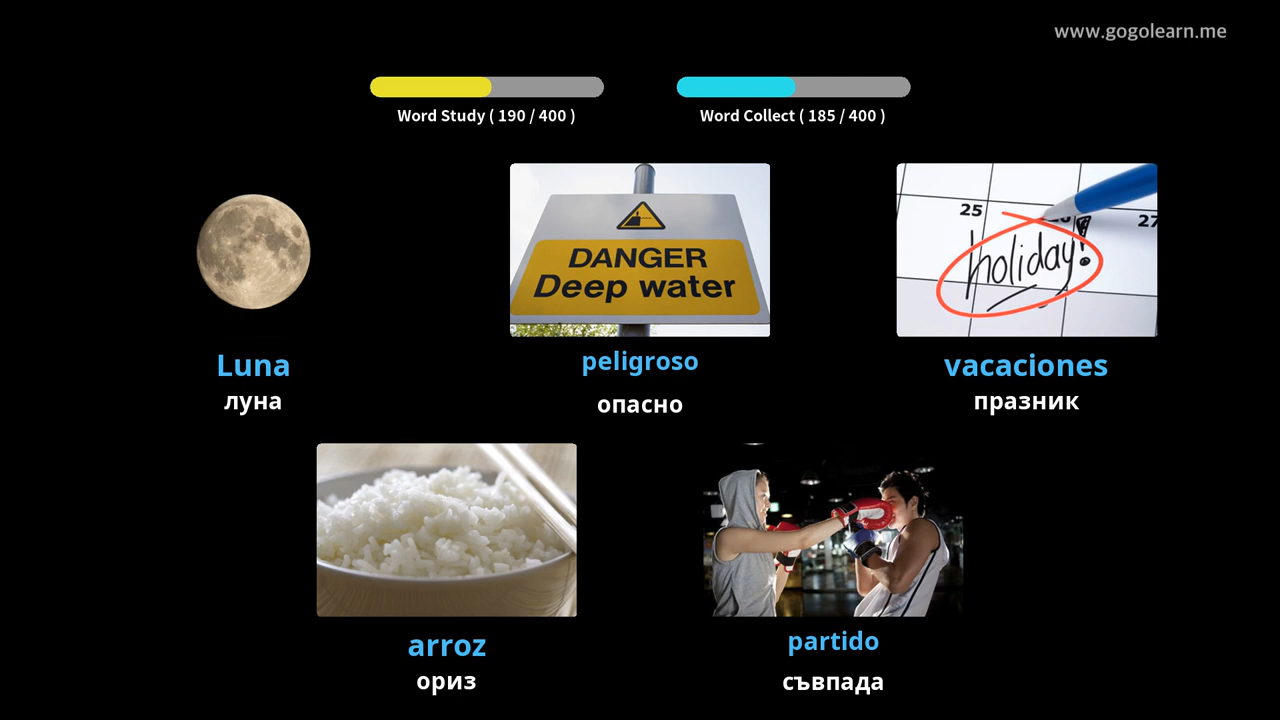 www.gogolearn.me
Word Study ( 190 / 400 )
Word Collect ( 185 / 400 )
DANGER
Deep water
25
27
holiday!
Luna
луна
peligroso
опасно
vacaciones
празник
arroz
ориз
partido
съвпада